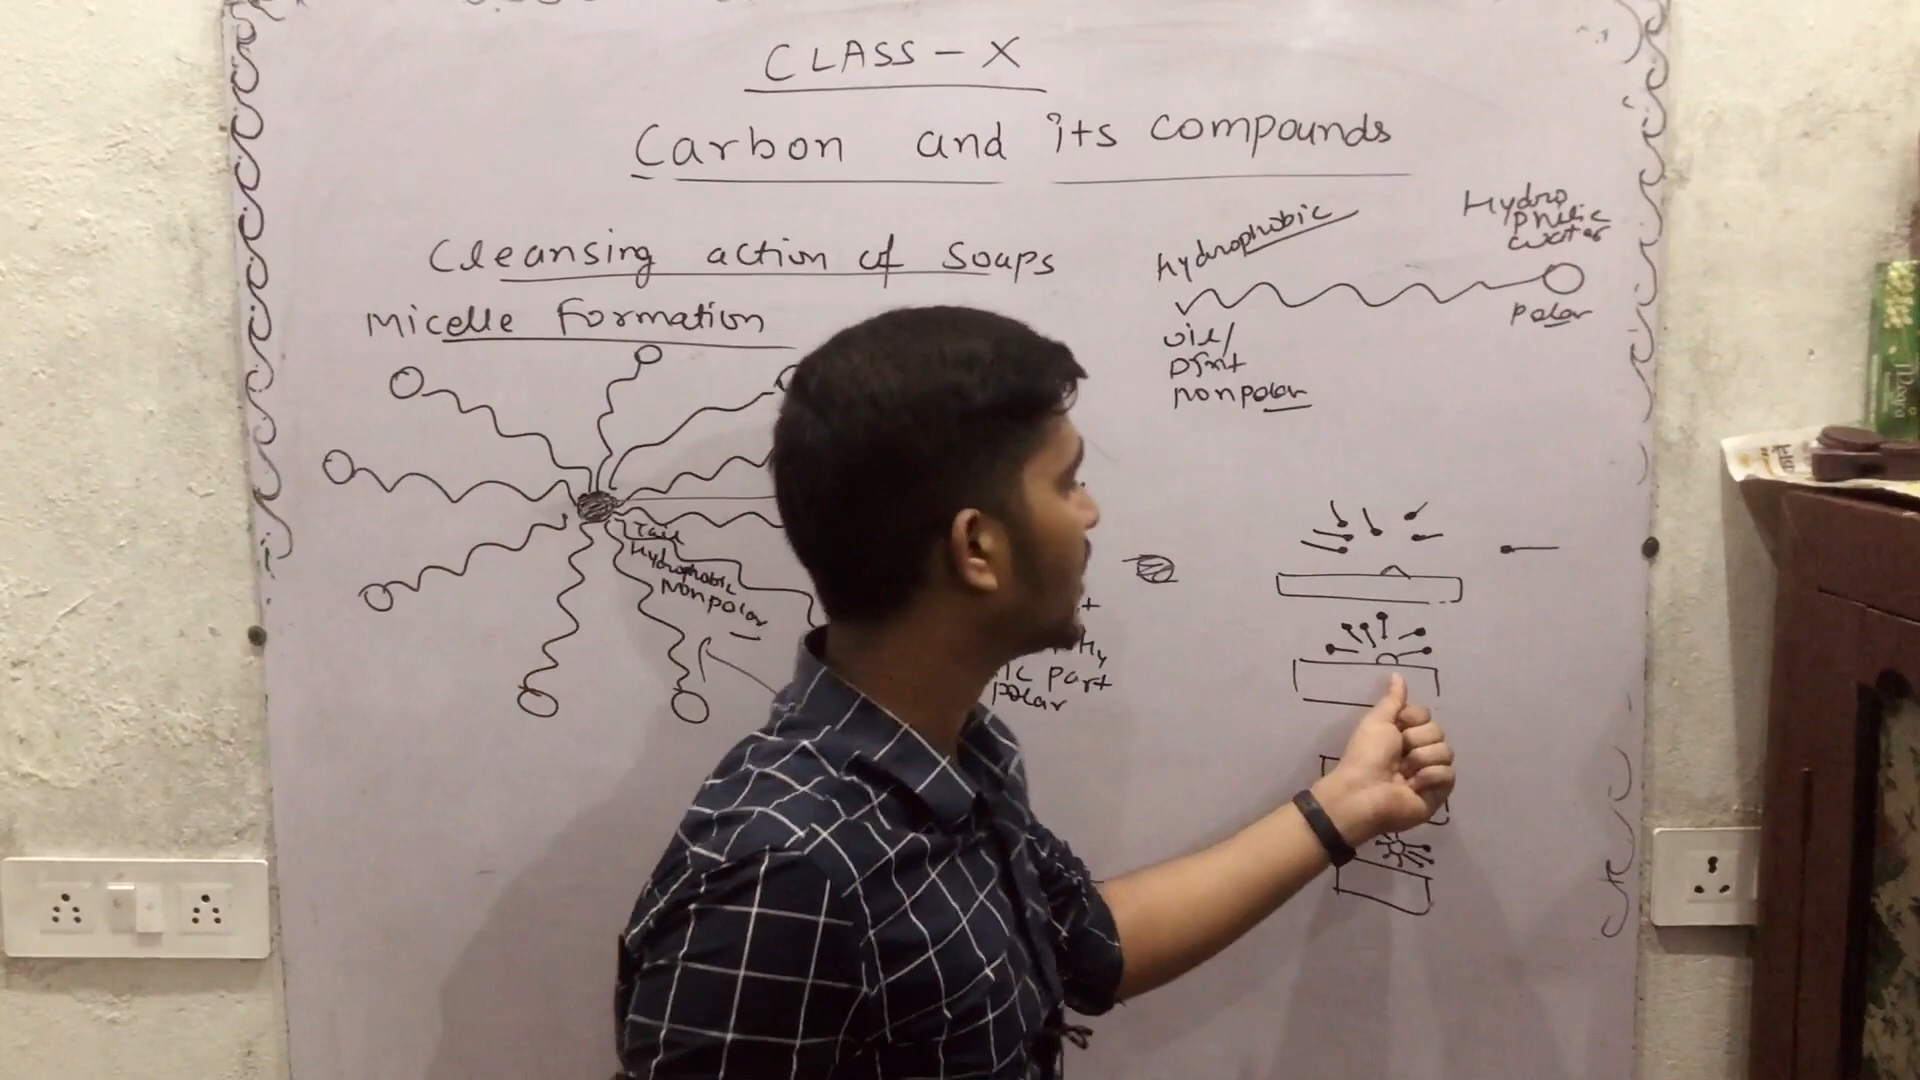 CLASS - X
Carbon and its compounds
Cleansing action of Soaps
Micelle Formation
Hydrophobic
Hydro
philic
water
polar
oil/
nonpolar
Tail
Hydrophobic
Nonpolar
Hy
ic part
Polar